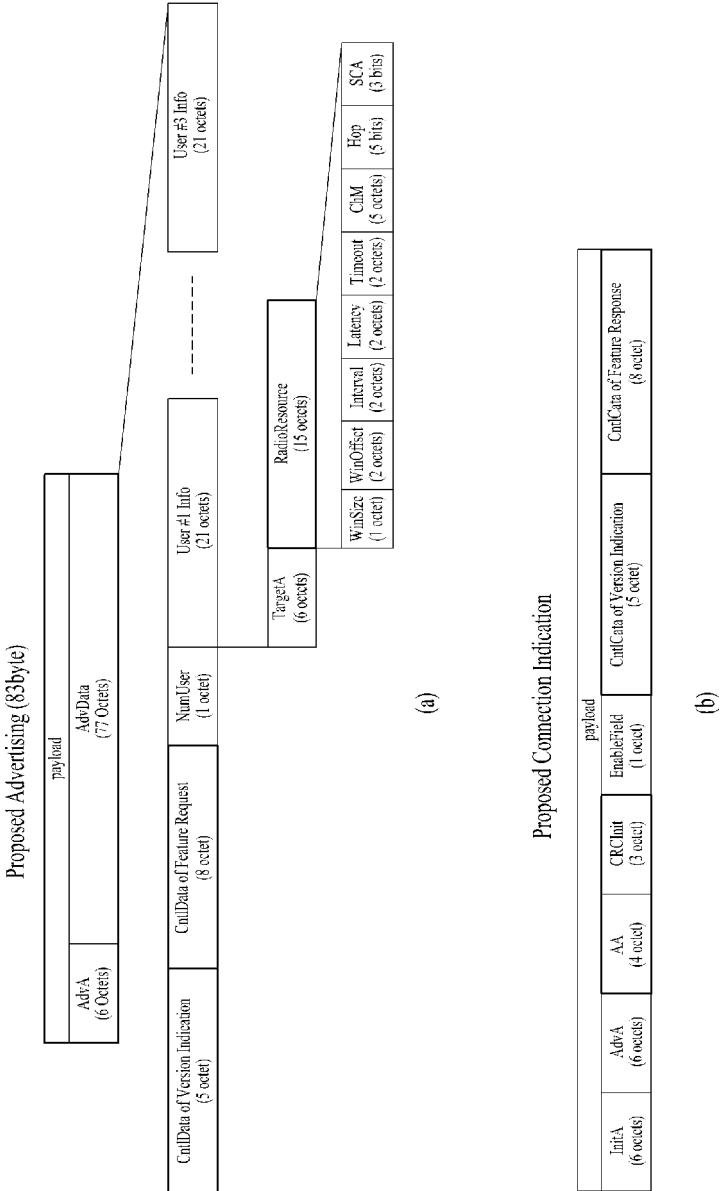 Proposed Advertising (83byte)
payload
AdvA
(6 Octets)
AdvData
(77 Octets)
CntlData of Version Indication
(5 octet)
CntlData of Feature Request
(8 octet)
NumUser
(1 octet)
User #1 Info
(21 octets)
User #3 Info
(21 octets)
TargetA
(6 octets)
RadioResource
(15 octets)
WinSize
(1 octet)
WinOffset
(2 octets)
Interval
(2 octets)
Latency
(2 octets)
Timeout
(2 octets)
ChM
(5 octets)
Hop
(5 bits)
SCA
(3 bits)
(a)
Proposed Connection Indication
payload
InitA
(6 octets)
AdvA
(6 octets)
AA
(4 octet)
CRCInit
(3 octet)
EnableField
(1 octet)
CntlCata of Version Indication
(5 octet)
CntlCata of Feature Response
(8 octet)
(b)